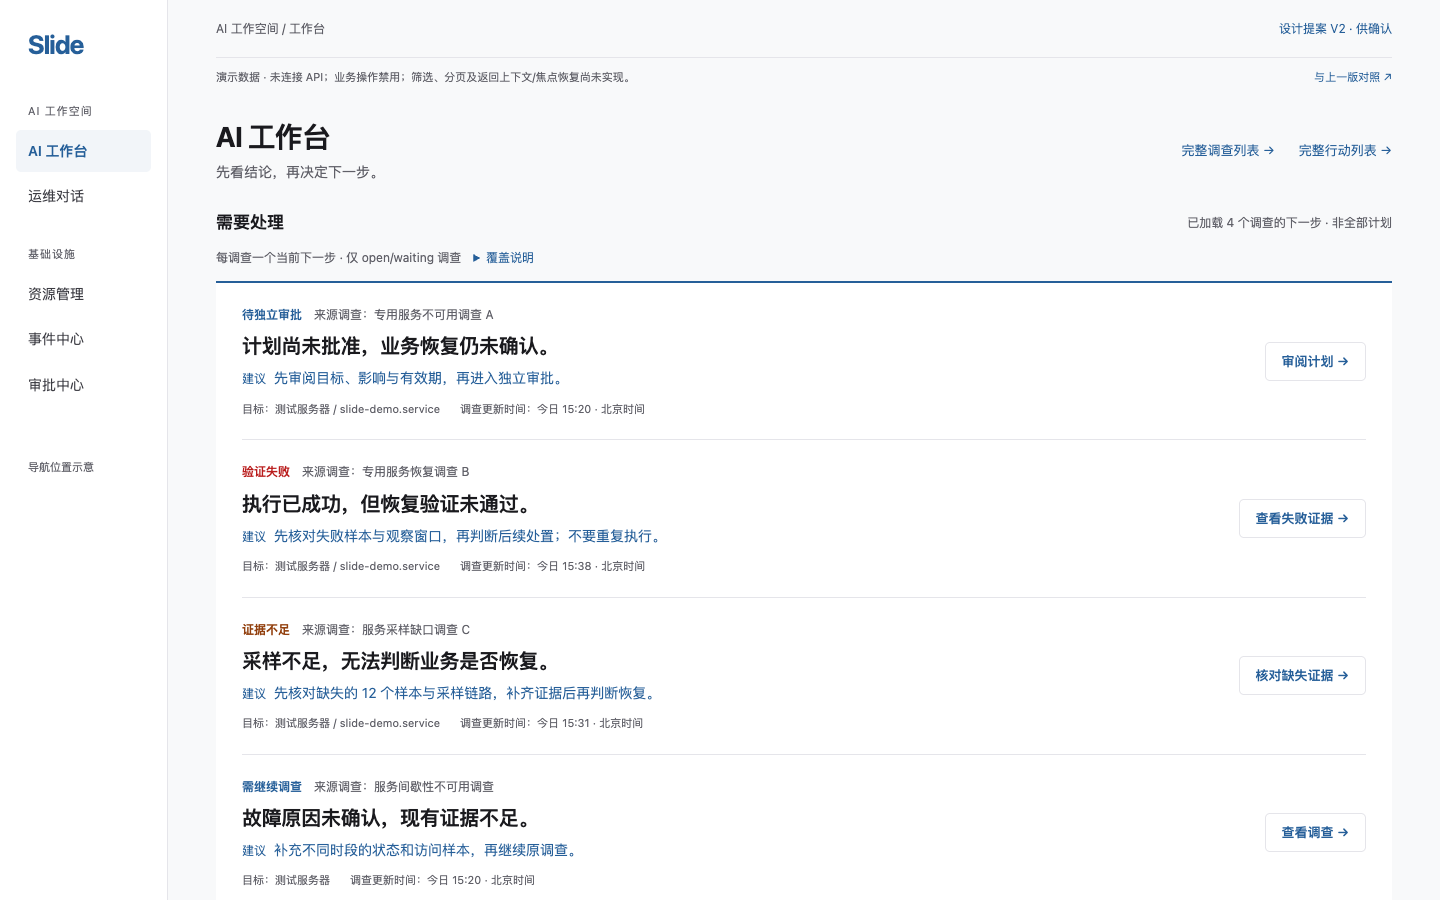 Slide
AI 工作空间
AI 工作台
运维对话
基础设施
资源管理
事件中心
审批中心
导航位置示意
AI 工作空间 / 工作台
设计提案 V2 · 供确认
演示数据 · 未连接 API；业务操作禁用；筛选、分页及返回上下文/焦点恢复尚未实现。
与上一版对照 ↗
AI 工作台
先看结论，再决定下一步。
完整调查列表 →
完整行动列表 →
需要处理
已加载 4 个调查的下一步 · 非全部计划
每调查一个当前下一步 · 仅 open/waiting 调查 ▶ 覆盖说明
待独立审批 来源调查：专用服务不可用调查 A
计划尚未批准，业务恢复仍未确认。
建议 先审阅目标、影响与有效期，再进入独立审批。
目标：测试服务器 / slide-demo.service 调查更新时间：今日 15:20 · 北京时间
审阅计划 →
验证失败 来源调查：专用服务恢复调查 B
执行已成功，但恢复验证未通过。
建议 先核对失败样本与观察窗口，再判断后续处置；不要重复执行。
目标：测试服务器 / slide-demo.service 调查更新时间：今日 15:38 · 北京时间
查看失败证据 →
证据不足 来源调查：服务采样缺口调查 C
采样不足，无法判断业务是否恢复。
建议 先核对缺失的 12 个样本与采样链路，补齐证据后再判断恢复。
目标：测试服务器 / slide-demo.service 调查更新时间：今日 15:31 · 北京时间
核对缺失证据 →
需继续调查 来源调查：服务间歇性不可用调查
故障原因未确认，现有证据不足。
建议 补充不同时段的状态和访问样本，再继续原调查。
目标：测试服务器 调查更新时间：今日 15:20 · 北京时间
查看调查 →